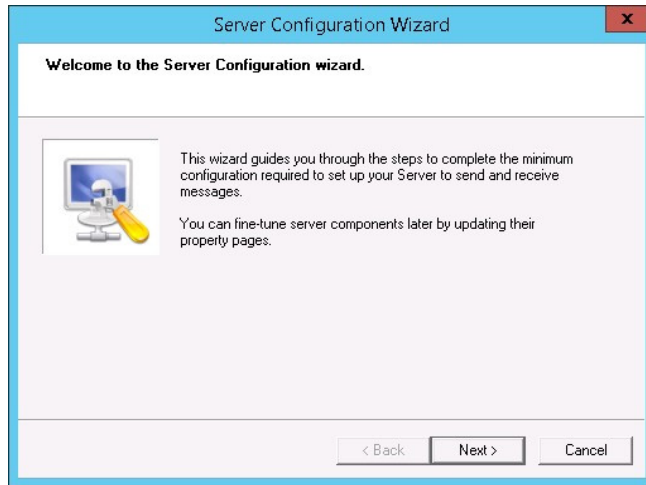 Server Configuration Wizard
x
Welcome to the Server Configuration wizard.
This wizard guides you through the steps to complete the minimum
configuration required to set up your Server to send and receive
messages.
You can fine-tune server components later by updating their
property pages.
< Back
Next >
Cancel